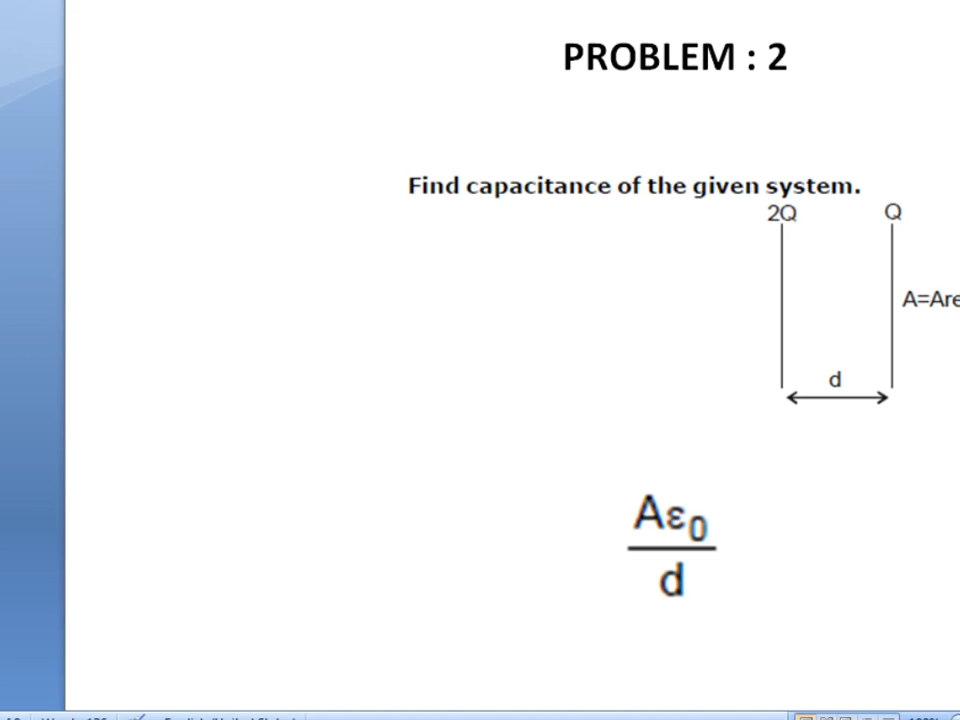 PROBLEM : 2
Find capacitance of the given system.
2Q Q
A=Are
d
Aε0
d